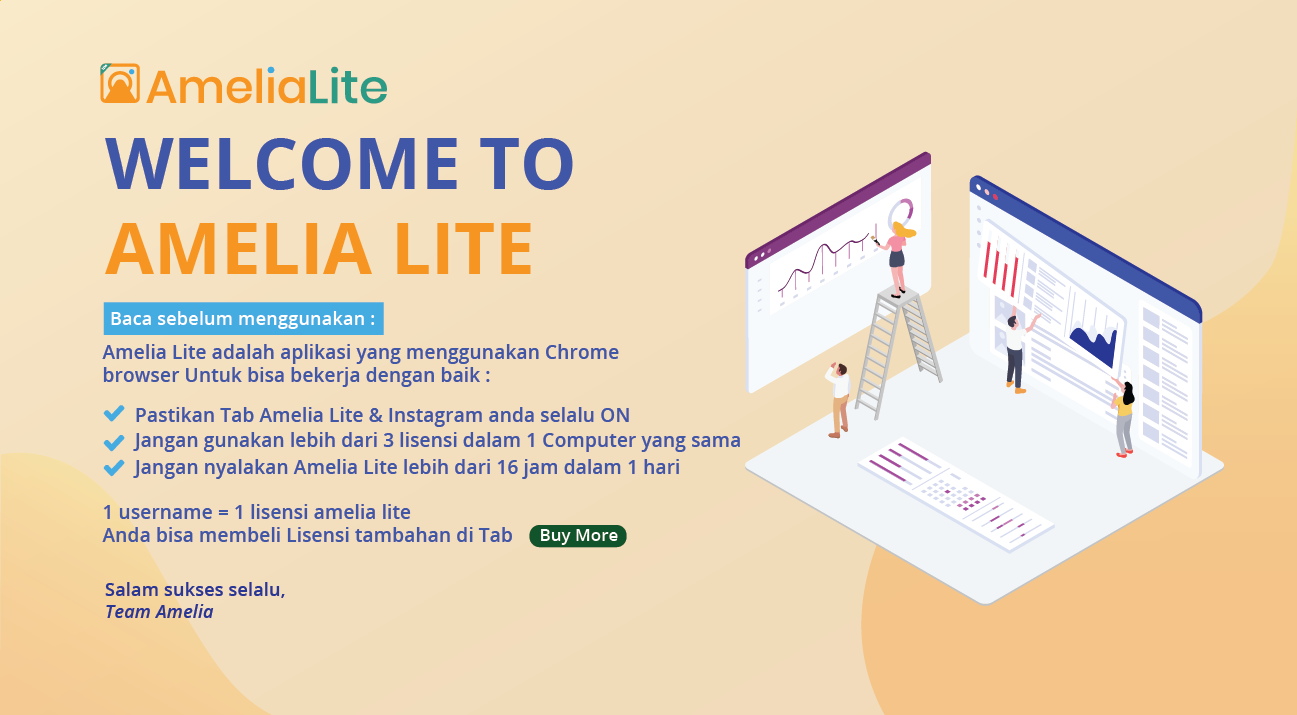 AmeliaLite
WELCOME TO
AMELIA LITE
Baca sebelum menggunakan :
Amelia Lite adalah aplikasi yang menggunakan Chrome
browser Untuk bisa bekerja dengan baik :
Pastikan Tab Amelia Lite & Instagram anda selalu ON
Jangan gunakan lebih dari 3 lisensi dalam 1 Computer yang sama
Jangan nyalakan Amelia Lite lebih dari 16 jam dalam 1 hari
1 username = 1 lisensi amelia lite
Anda bisa membeli Lisensi tambahan di Tab Buy More
Salam sukses selalu,
Team Amelia